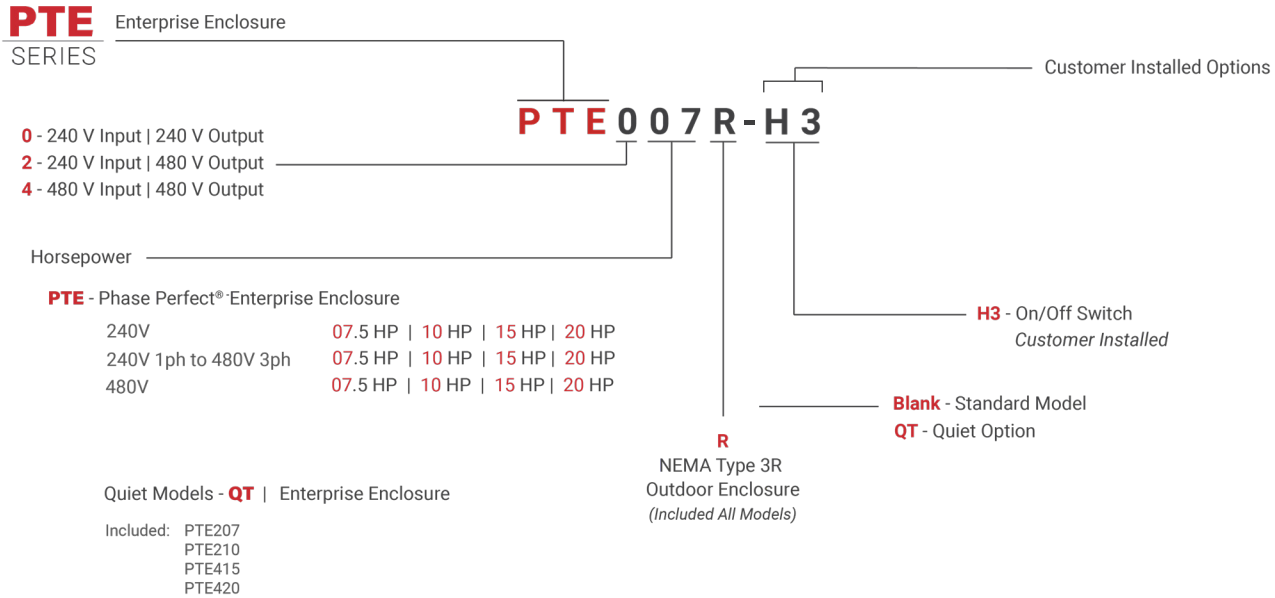 PTE
SERIES
Enterprise Enclosure
Customer Installed Options
PTE007R-H3
0 - 240 V Input | 240 V Output
2 - 240 V Input | 480 V Output
4 - 480 V Input | 480 V Output
Horsepower
PTE - Phase Perfect® - Enterprise Enclosure
240V 07.5 HP | 10 HP | 15 HP | 20 HP
240V 1ph to 480V 3ph 07.5 HP | 10 HP | 15 HP | 20 HP
480V 07.5 HP | 10 HP | 15 HP | 20 HP
H3 - On/Off Switch
Customer Installed
Blank - Standard Model
QT - Quiet Option
R
NEMA Type 3R
Outdoor Enclosure
(Included All Models)
Quiet Models - QT | Enterprise Enclosure
Included: PTE207
PTE210
PTE415
PTE420